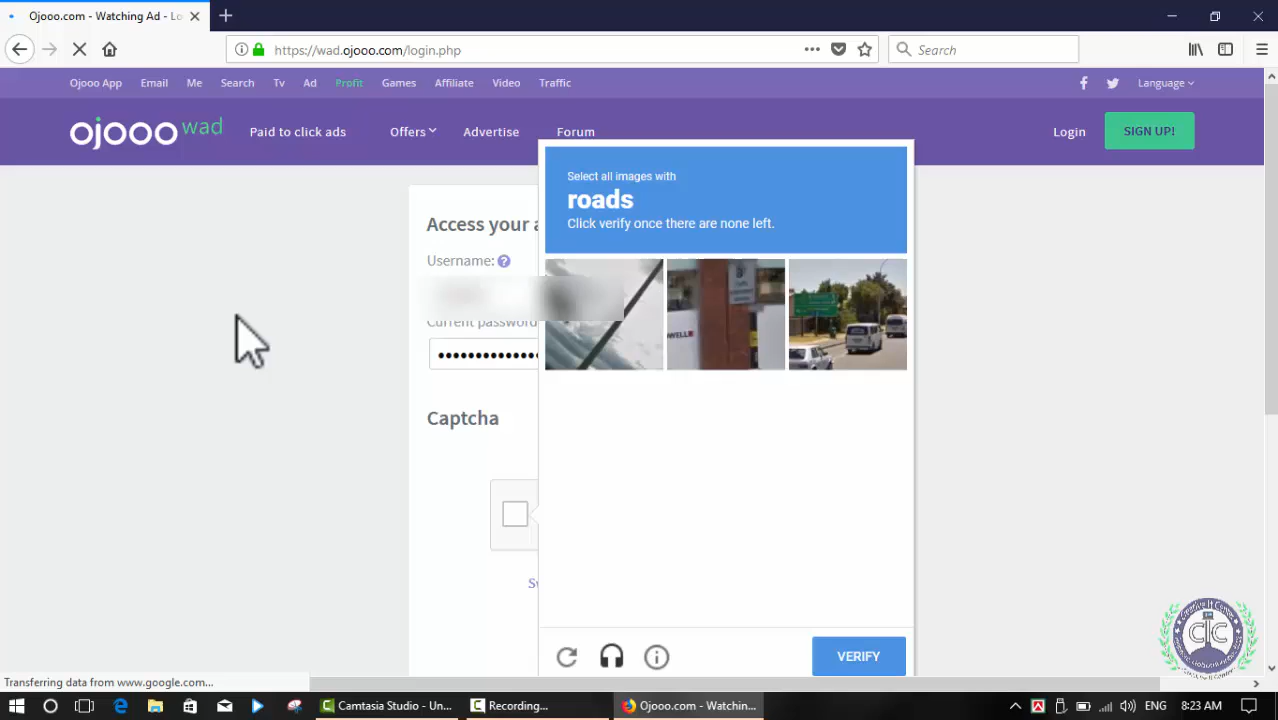 Ojooo.com - Watching Ad - Lo
https://wad.ojooo.com/login.php
Search
Ojooo App Email Me Search Tv Ad Profit Games Affiliate Video Traffic Language
ojooo wad Paid to click ads Offers Advertise Forum Login SIGN UP!
Select all images with
roads
Click verify once there are none left.
Access your a
Username: ?
Current password
Captcha
Sw
VERIFY
CIC
Transferring data from www.google.com...
Camtasia Studio - Un...
Recording...
Ojooo.com - Watchin...
ENG
8:23 AM